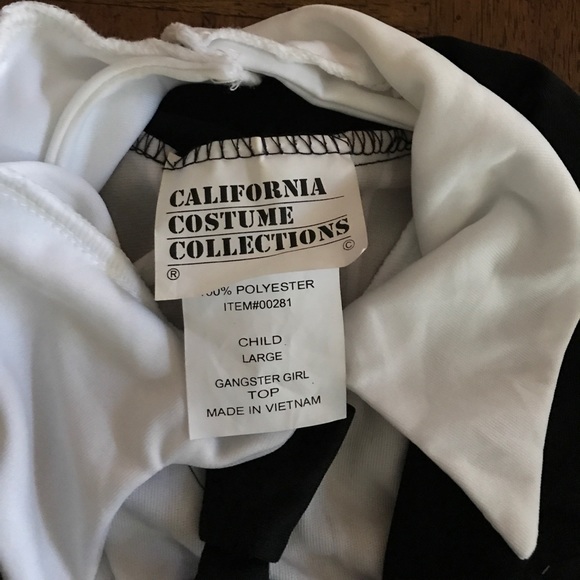 CALIFORNIA
COSTUME
COLLECTIONS
® ©
100% POLYESTER
ITEM#00281
CHILD
LARGE
GANGSTER GIRL
TOP
MADE IN VIETNAM